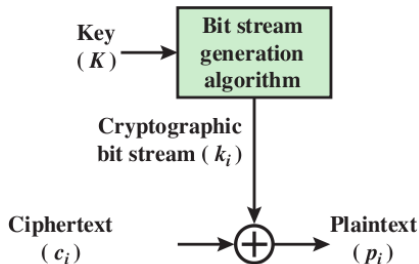 Key
(K)
Bit stream
generation
algorithm
Cryptographic
bit stream (kᵢ)
Ciphertext
(cᵢ)
Plaintext
(pᵢ)